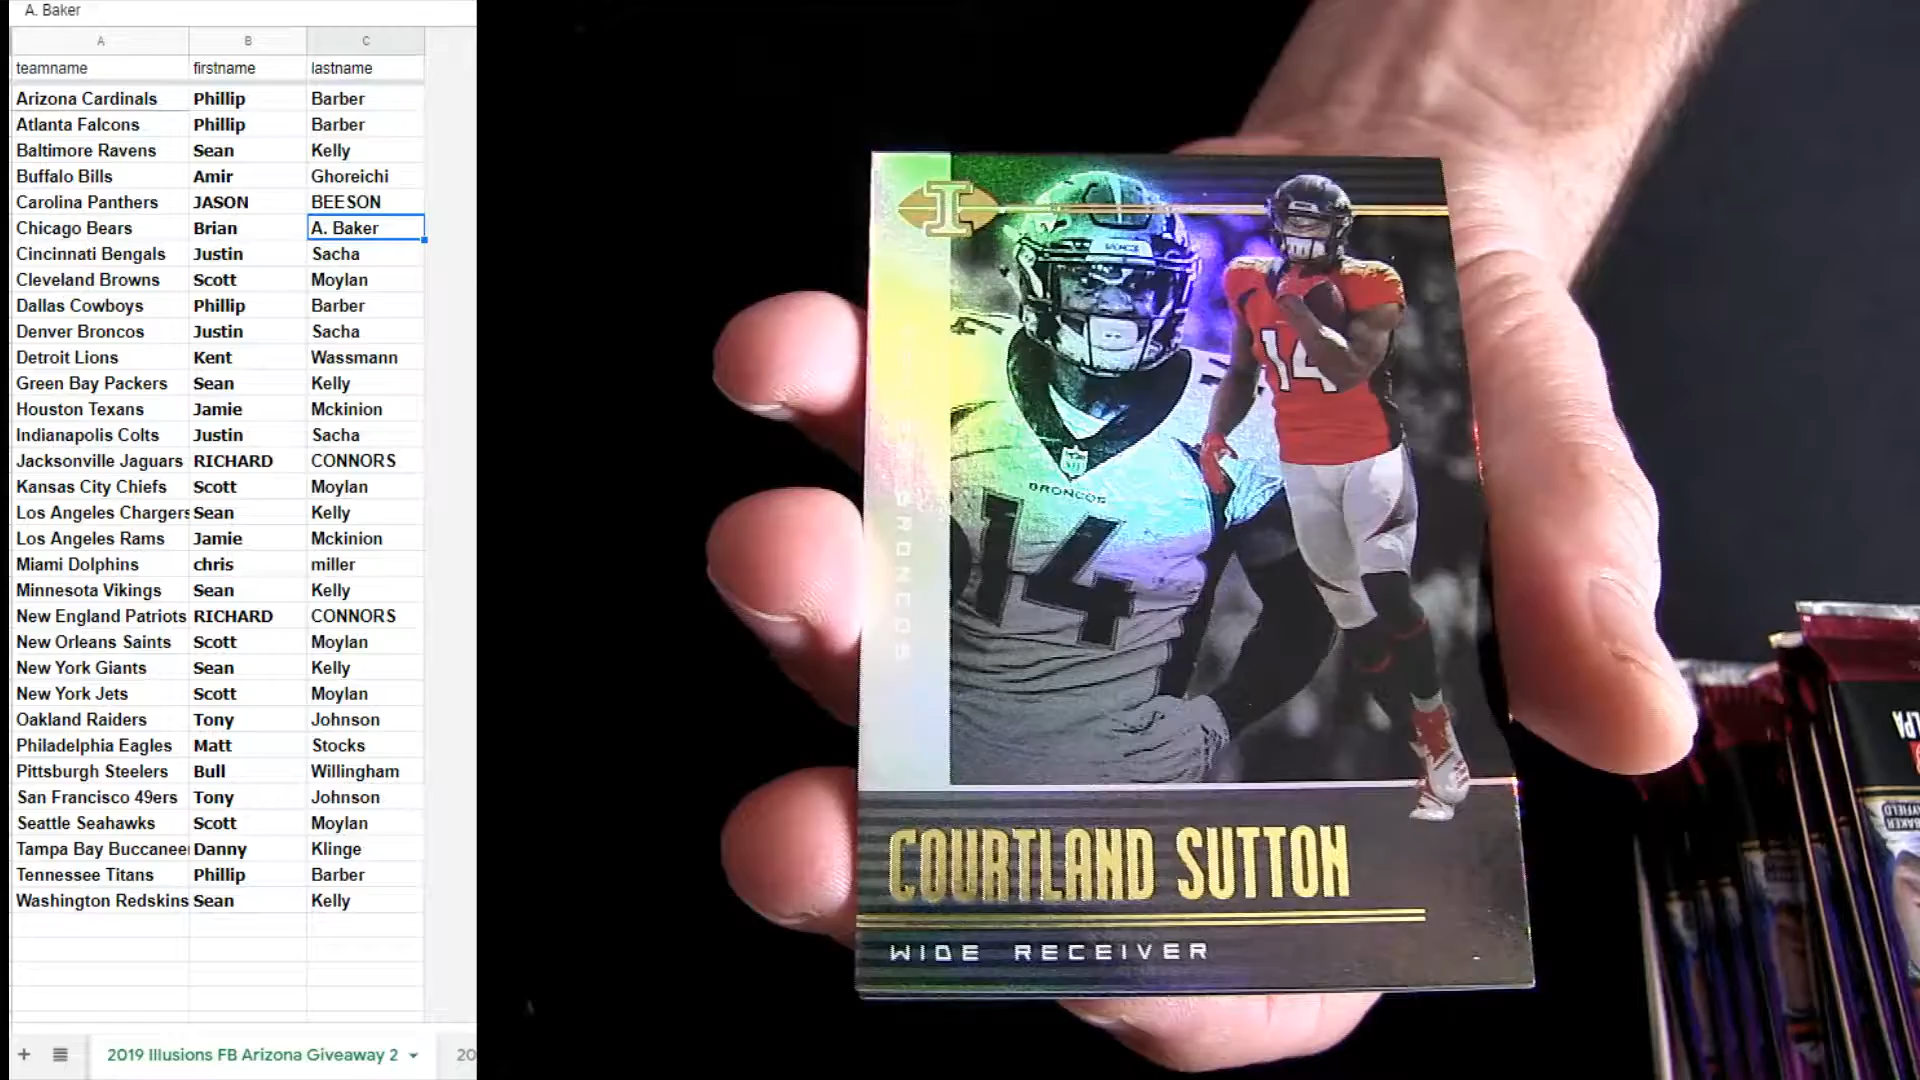 A. Baker
A B C
teamname firstname lastname
Arizona Cardinals Phillip Barber
Atlanta Falcons Phillip Barber
Baltimore Ravens Sean Kelly
Buffalo Bills Amir Ghoreichi
Carolina Panthers JASON BEESON
Chicago Bears Brian A. Baker
Cincinnati Bengals Justin Sacha
Cleveland Browns Scott Moylan
Dallas Cowboys Phillip Barber
Denver Broncos Justin Sacha
Detroit Lions Kent Wassmann
Green Bay Packers Sean Kelly
Houston Texans Jamie Mckinion
Indianapolis Colts Justin Sacha
Jacksonville Jaguars RICHARD CONNORS
Kansas City Chiefs Scott Moylan
Los Angeles Chargers Sean Kelly
Los Angeles Rams Jamie Mckinion
Miami Dolphins chris miller
Minnesota Vikings Sean Kelly
New England Patriots RICHARD CONNORS
New Orleans Saints Scott Moylan
New York Giants Sean Kelly
New York Jets Scott Moylan
Oakland Raiders Tony Johnson
Philadelphia Eagles Matt Stocks
Pittsburgh Steelers Bull Willingham
San Francisco 49ers Tony Johnson
Seattle Seahawks Scott Moylan
Tampa Bay Buccanee Danny Klinge
Tennessee Titans Phillip Barber
Washington Redskins Sean Kelly
2019 Illusions FB Arizona Giveaway 2 20
I
BRONCOS
14
BRONCOS
14
BRONCOS
COURTLAND SUTTON
WIDE RECEIVER
LPA
BAKER